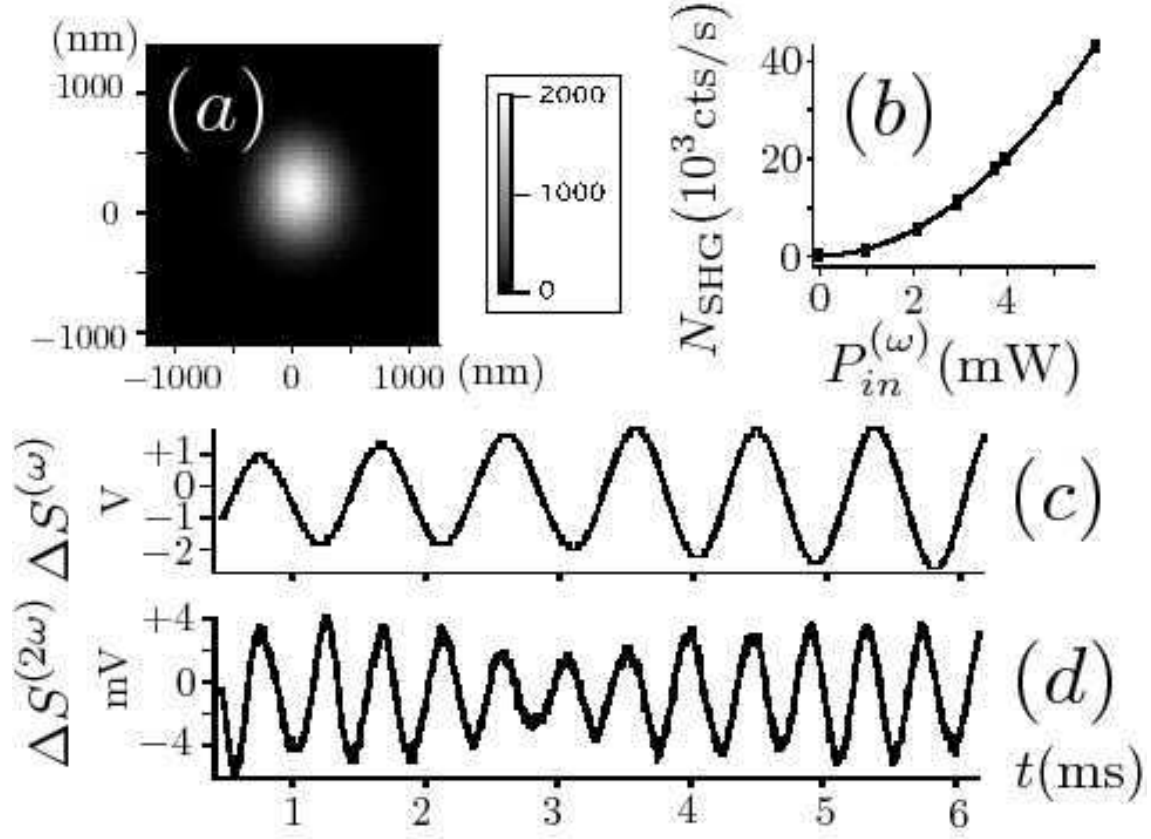 (nm)
1000
0
−1000
(a)
−1000 0 1000 (nm)
2000
1000
0
N_SHG(10³cts/s)
40
20
0
(b)
0 2 4
P_in^(ω)(mW)
ΔS^(ω)
V
+1
0
−1
−2
(c)
ΔS^(2ω)
mV
+4
0
−4
(d)
1 2 3 4 5 6
t(ms)